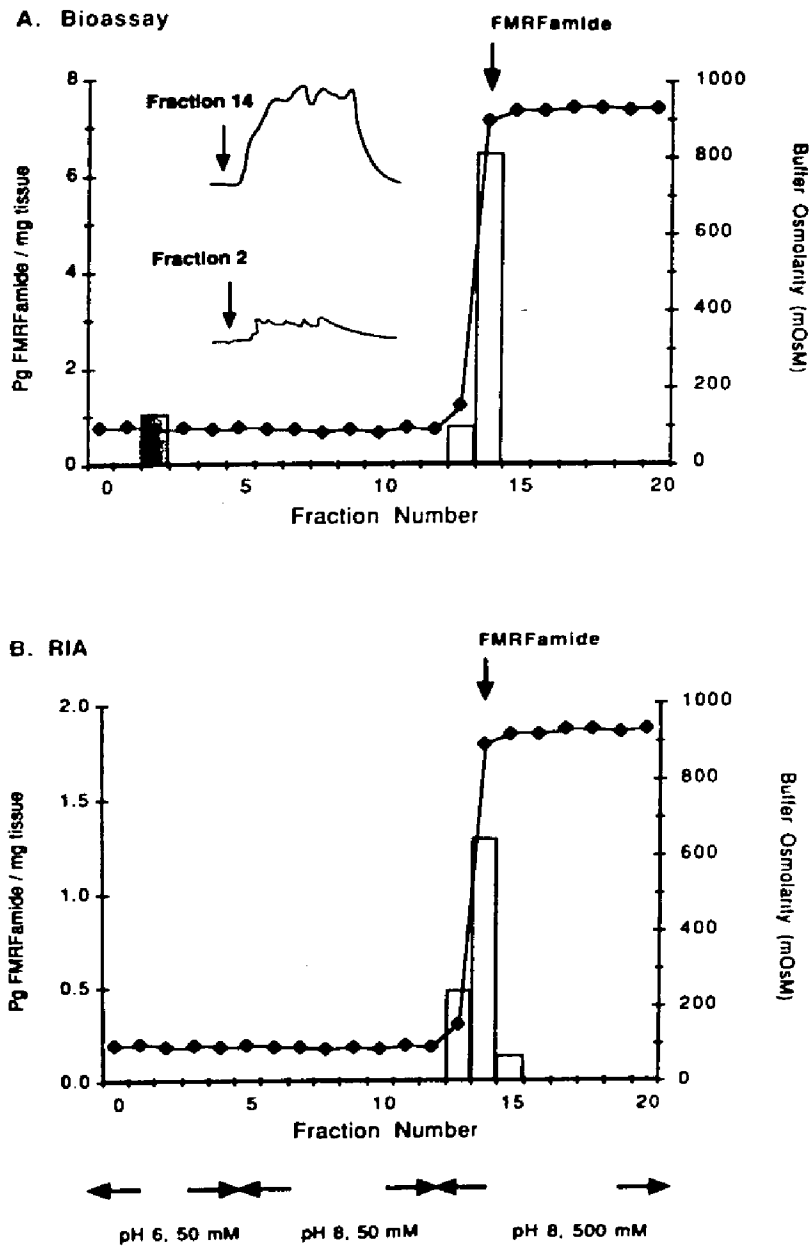 A. Bioassay
FMRFamide
8
6
4
2
0
Pg FMRFamide / mg tissue
Fraction 14
Fraction 2
1000
800
600
400
200
0
Buffer Osmolarity (mOsM)
0 5 10 15 20
Fraction Number
B. RIA
FMRFamide
2.0
1.5
1.0
0.5
0.0
Pg FMRFamide / mg tissue
1000
800
600
400
200
0
Buffer Osmolarity (mOsM)
0 5 10 15 20
Fraction Number
pH 6, 50 mM pH 8, 50 mM pH 8, 500 mM